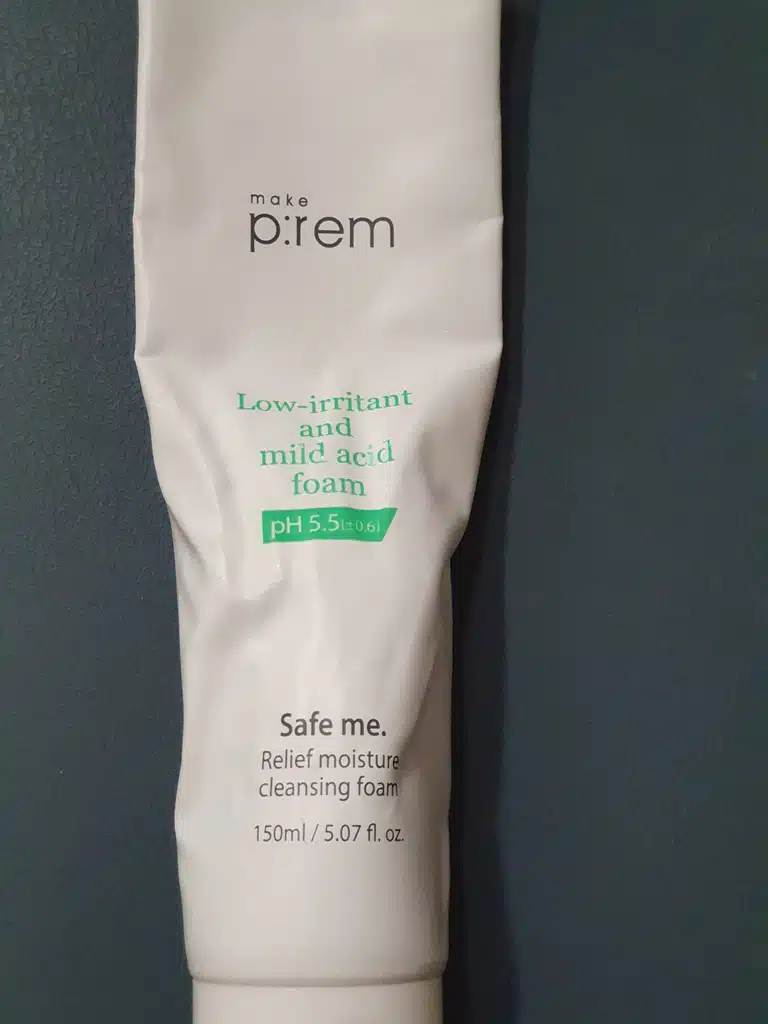 make
p:rem
Low-irritant
and
mild acid
foam
pH 5.5(±0.6)
Safe me.
Relief moisture
cleansing foam
150ml / 5.07 fl. oz.